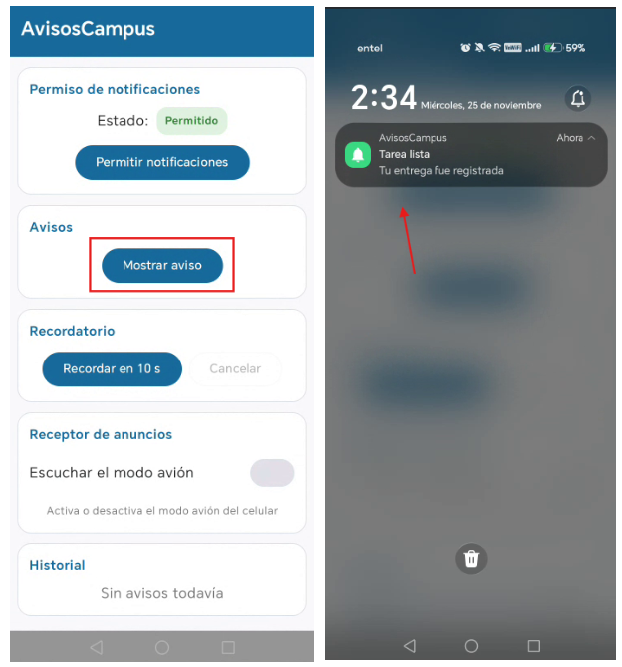 AvisosCampus
Permiso de notificaciones
Estado: Permitido
Permitir notificaciones
Avisos
Mostrar aviso
Recordatorio
Recordar en 10 s
Cancelar
Receptor de anuncios
Escuchar el modo avión
Activa o desactiva el modo avión del celular
Historial
Sin avisos todavía
entel
59%
2:34 Miércoles, 25 de noviembre
AvisosCampus
Ahora
Tarea lista
Tu entrega fue registrada